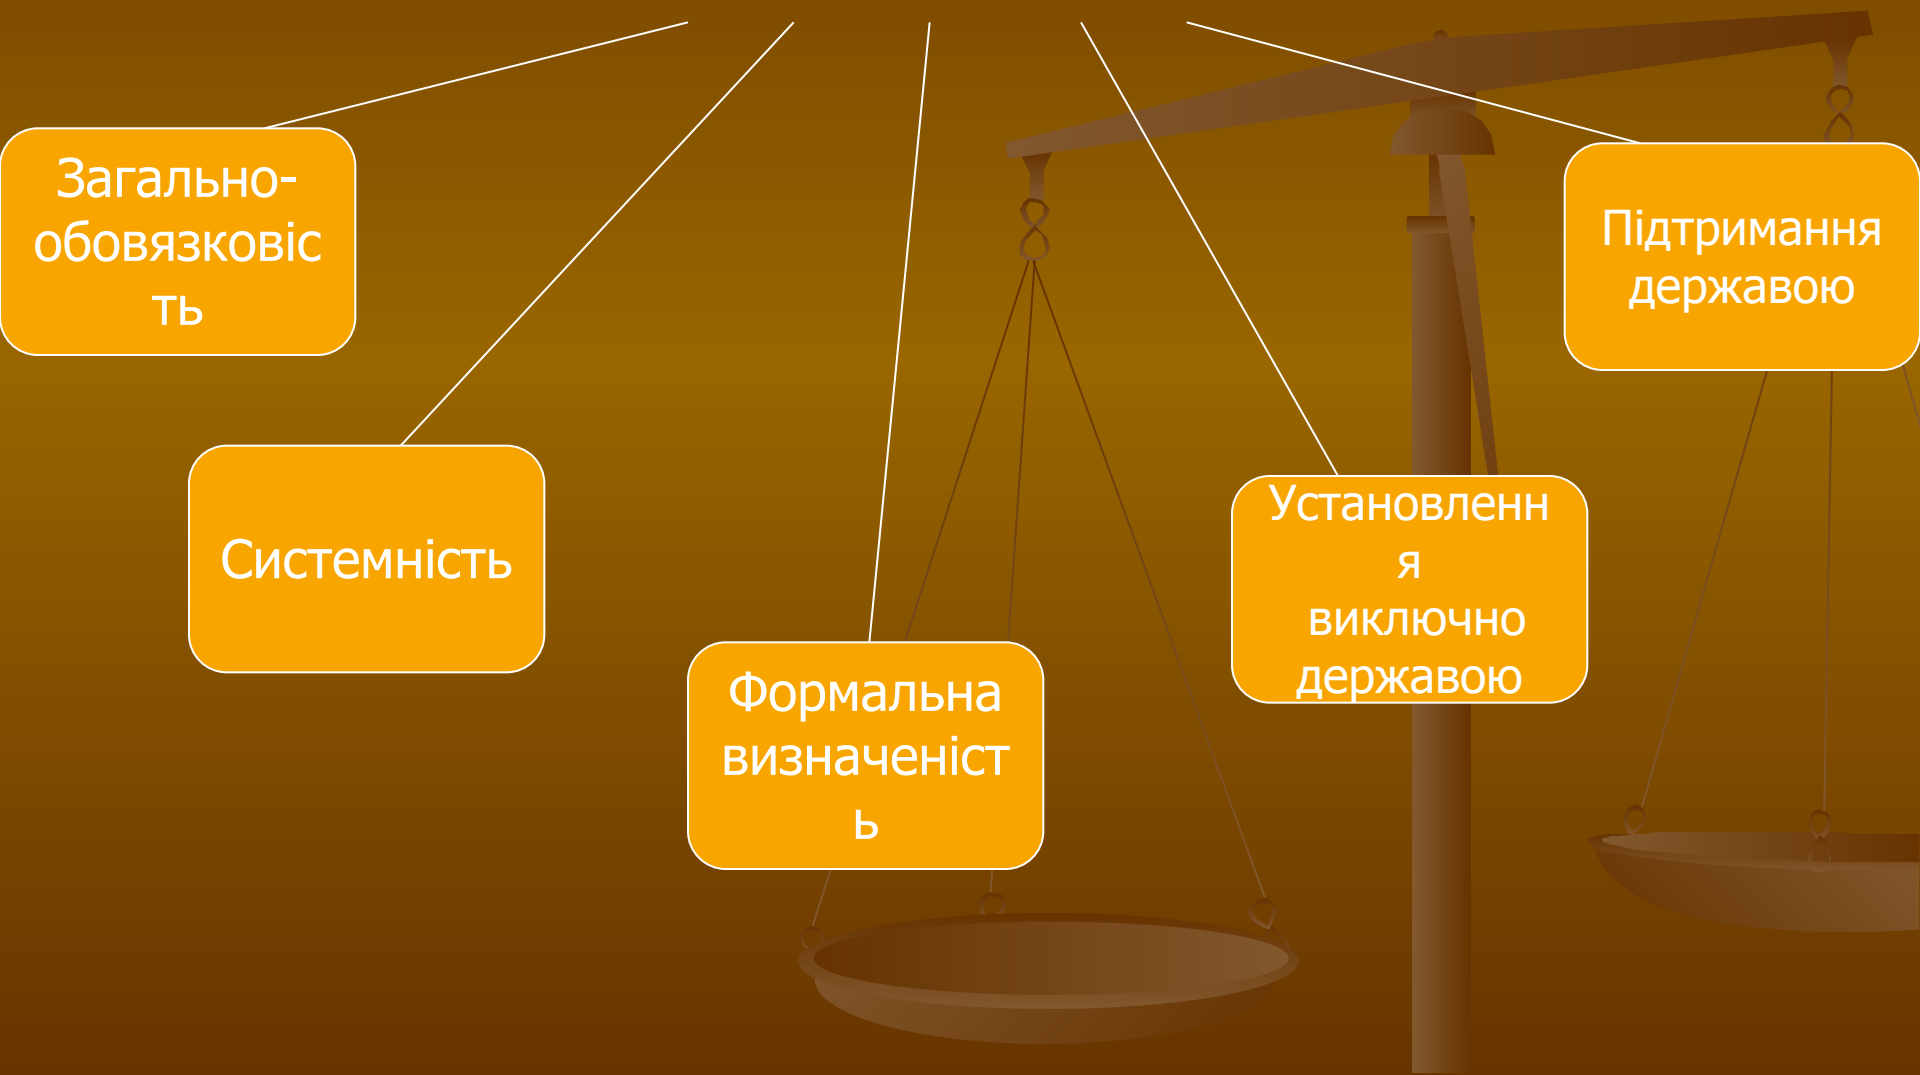 Загально-
обовязковіс
ть
Системність
Формальна
визначеніст
ь
Установленн
я
виключно
державою
Підтримання
державою